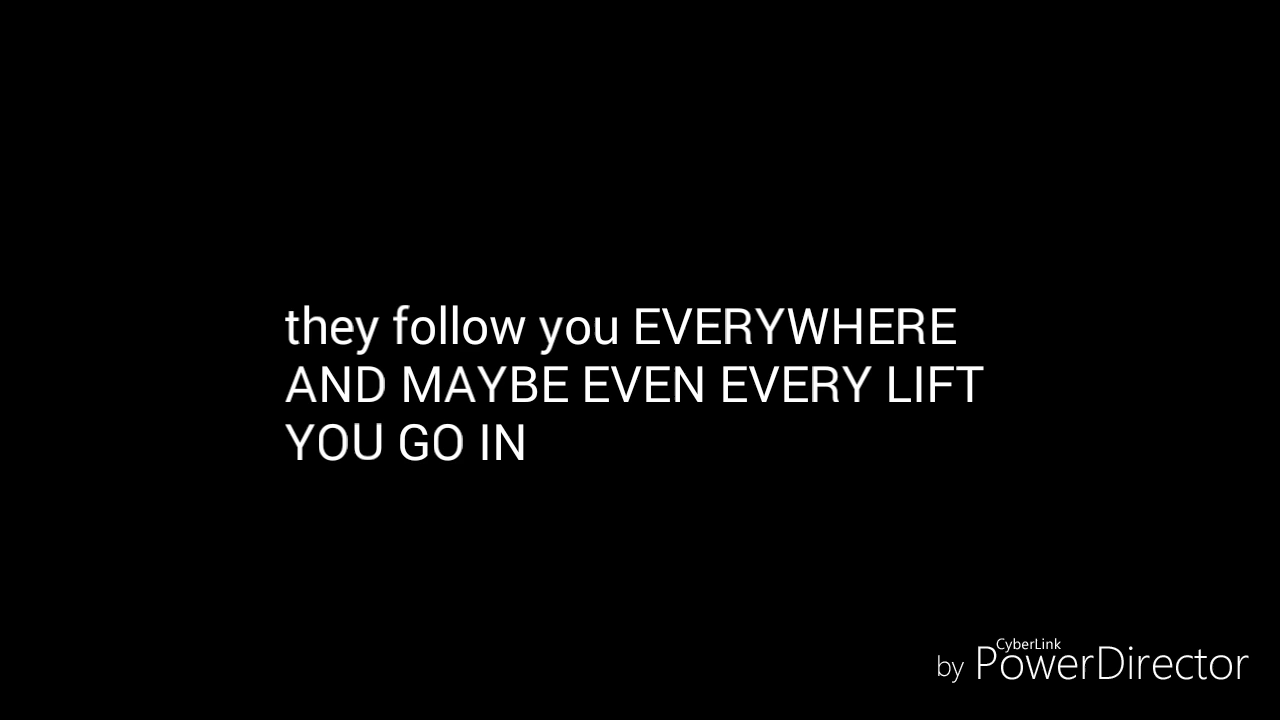 they follow you EVERYWHERE
AND MAYBE EVEN EVERY LIFT
YOU GO IN
by CyberLink PowerDirector